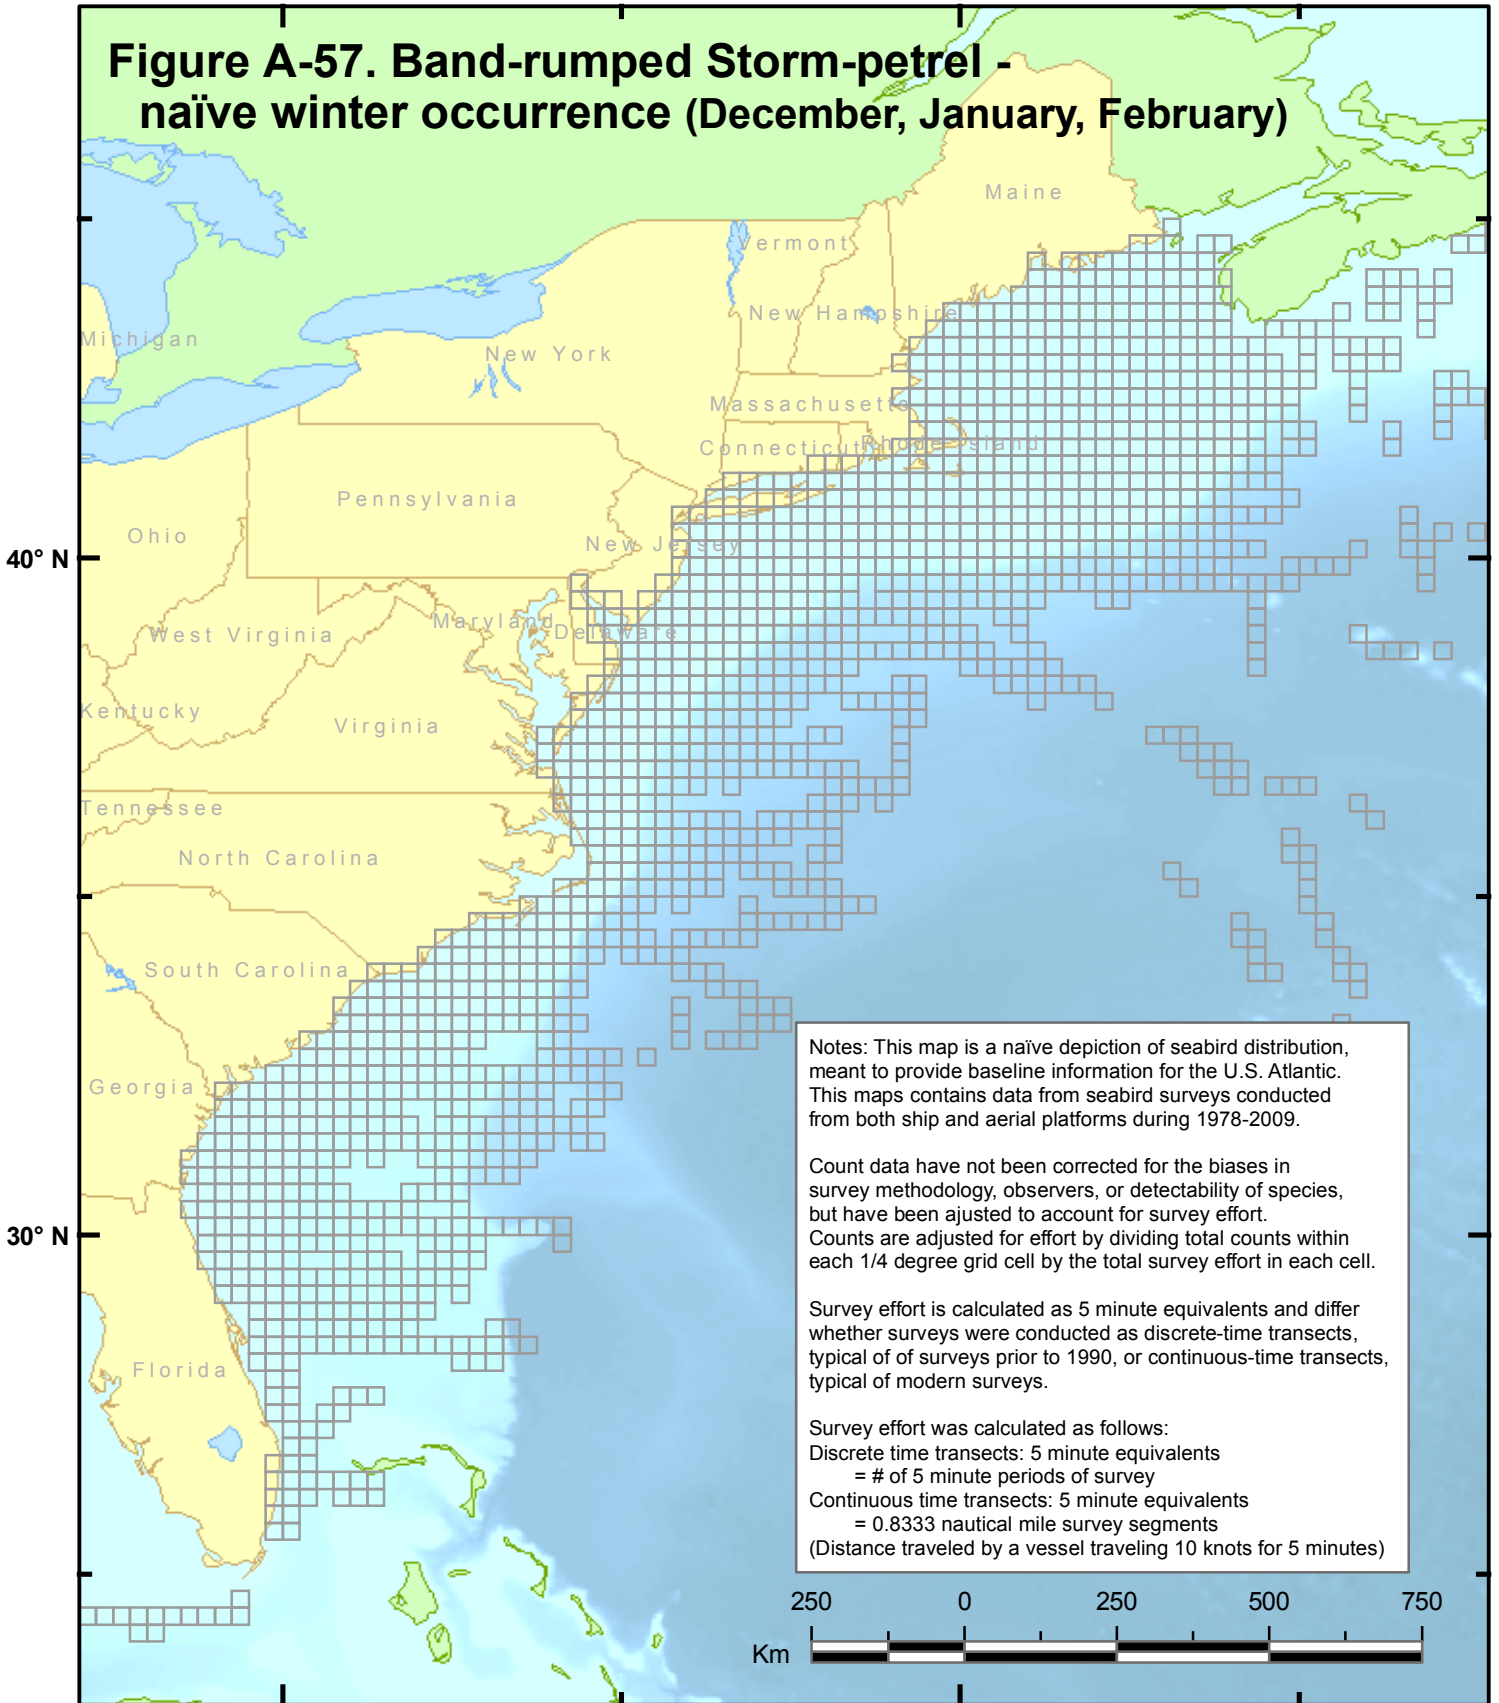 Figure A-57. Band-rumped Storm-petrel -
naïve winter occurrence (December, January, February)
Maine
Vermont
New Hampshire
Michigan
New York
Massachusetts
Connecticut
Rhode Island
Pennsylvania
Ohio
New Jersey
40° N
West Virginia
Maryland
Delaware
Kentucky
Virginia
Tennessee
North Carolina
South Carolina
Georgia
30° N
Florida
Notes: This map is a naïve depiction of seabird distribution,
meant to provide baseline information for the U.S. Atlantic.
This maps contains data from seabird surveys conducted
from both ship and aerial platforms during 1978-2009.
Count data have not been corrected for the biases in
survey methodology, observers, or detectability of species,
but have been ajusted to account for survey effort.
Counts are adjusted for effort by dividing total counts within
each 1/4 degree grid cell by the total survey effort in each cell.
Survey effort is calculated as 5 minute equivalents and differ
whether surveys were conducted as discrete-time transects,
typical of of surveys prior to 1990, or continuous-time transects,
typical of modern surveys.
Survey effort was calculated as follows:
Discrete time transects: 5 minute equivalents
= # of 5 minute periods of survey
Continuous time transects: 5 minute equivalents
= 0.8333 nautical mile survey segments
(Distance traveled by a vessel traveling 10 knots for 5 minutes)
250 0 250 500 750
Km